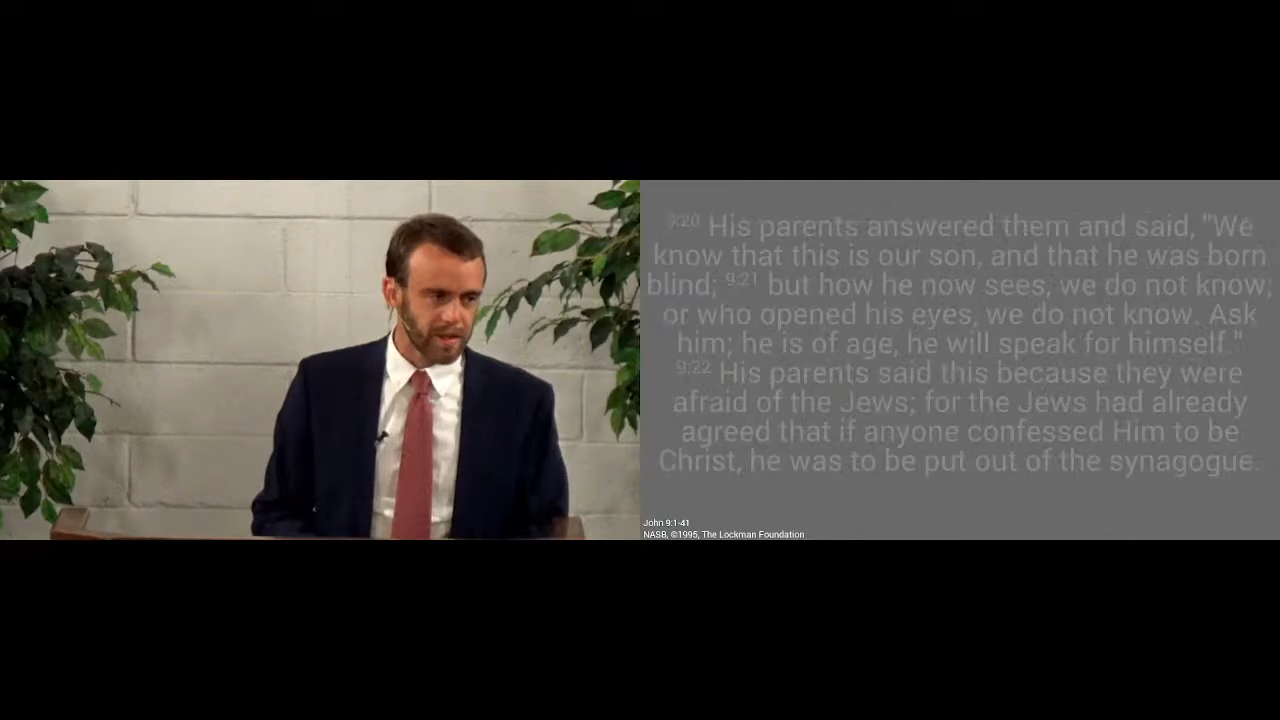 9:20 His parents answered them and said, "We
know that this is our son, and that he was born
blind; 9:21 but how he now sees, we do not know;
or who opened his eyes, we do not know. Ask
him; he is of age, he will speak for himself."
9:22 His parents said this because they were
afraid of the Jews; for the Jews had already
agreed that if anyone confessed Him to be
Christ, he was to be put out of the synagogue.
John 9:1-41
NASB, ©1995, The Lockman Foundation